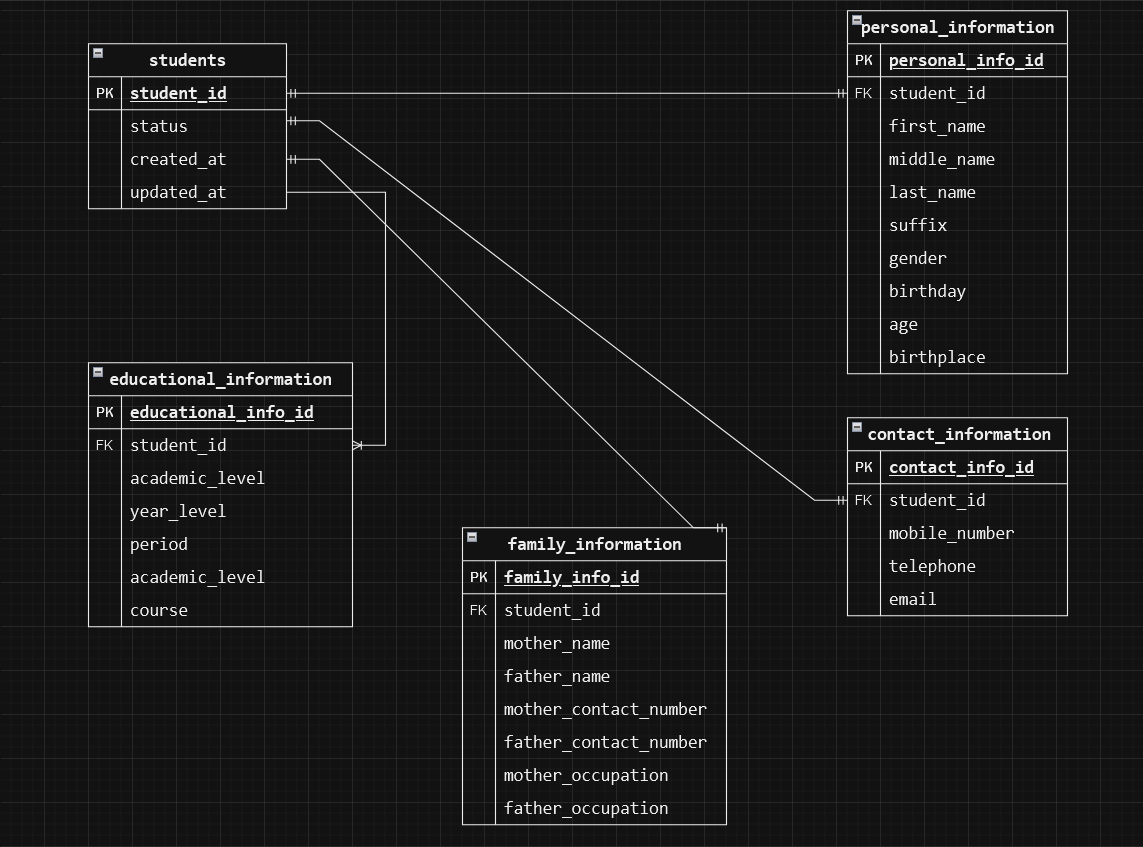 students
PK student_id
status
created_at
updated_at
personal_information
PK personal_info_id
FK student_id
first_name
middle_name
last_name
suffix
gender
birthday
age
birthplace
educational_information
PK educational_info_id
FK student_id
academic_level
year_level
period
academic_level
course
family_information
PK family_info_id
FK student_id
mother_name
father_name
mother_contact_number
father_contact_number
mother_occupation
father_occupation
contact_information
PK contact_info_id
FK student_id
mobile_number
telephone
email